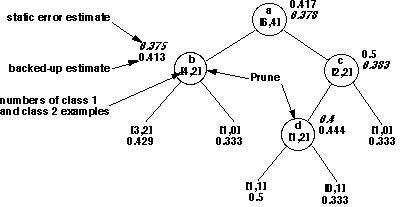 static error estimate
0.417
0.378
a
[6,4]
0.375
0.413
backed-up estimate
b
[4,2]
c
[2,2]
0.5
0.383
Prune
numbers of class 1
and class 2 examples
d
[1,2]
0.4
0.444
[3,2]
0.429
[1,0]
0.333
[1,0]
0.333
[1,1]
0.5
[0,1]
0.333